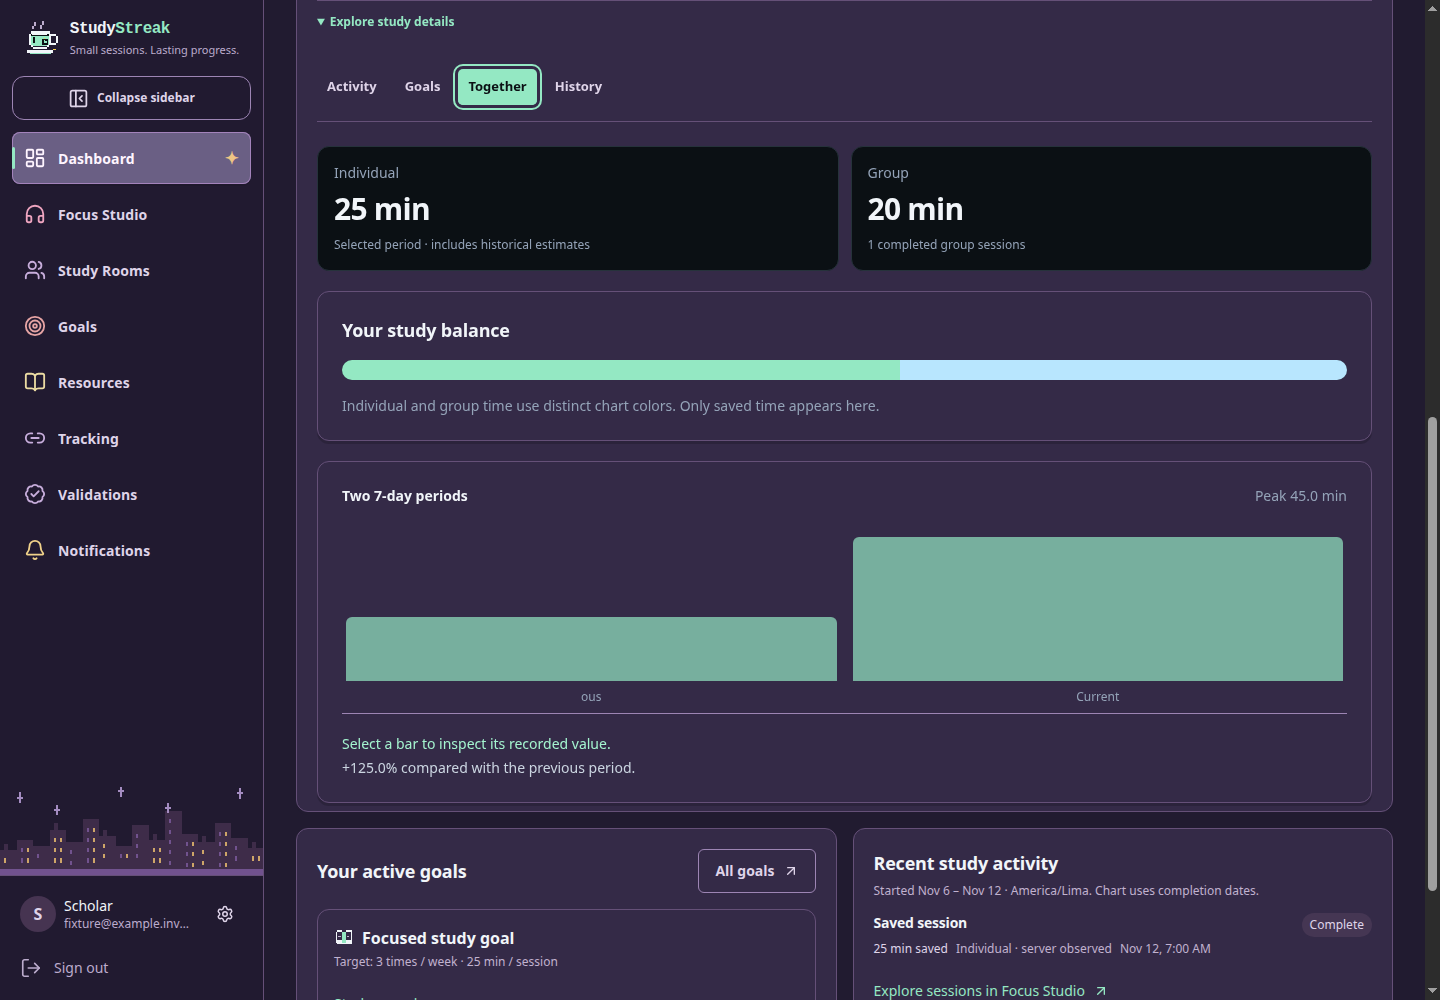 StudyStreak
Small sessions. Lasting progress.
Collapse sidebar
Dashboard
Focus Studio
Study Rooms
Goals
Resources
Tracking
Validations
Notifications
S
Scholar
fixture@example.inv...
Sign out
▼ Explore study details
Activity
Goals
Together
History
Individual
25 min
Selected period · includes historical estimates
Group
20 min
1 completed group sessions
Your study balance
Individual and group time use distinct chart colors. Only saved time appears here.
Two 7-day periods
Peak 45.0 min
ous
Current
Select a bar to inspect its recorded value.
+125.0% compared with the previous period.
Your active goals
All goals
Focused study goal
Target: 3 times / week · 25 min / session
Recent study activity
Started Nov 6 – Nov 12 · America/Lima. Chart uses completion dates.
Saved session
Complete
25 min saved Individual · server observed Nov 12, 7:00 AM
Explore sessions in Focus Studio